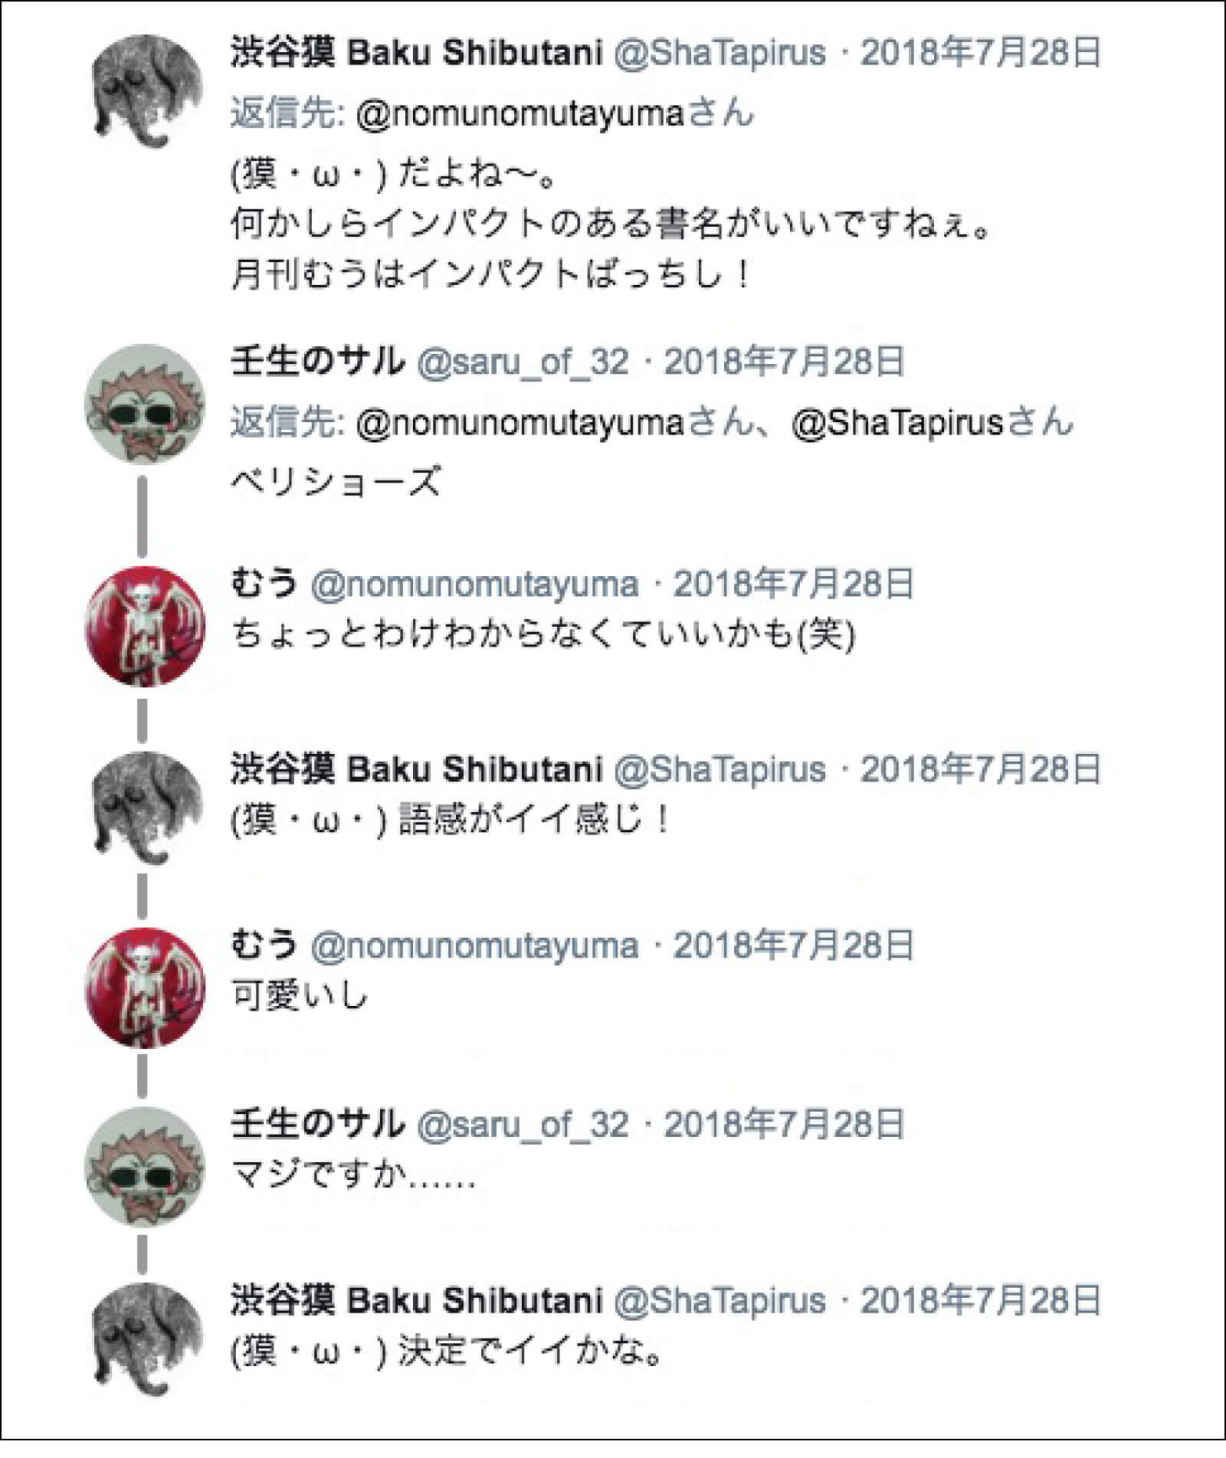 渋谷獏 Baku Shibutani @ShaTapirus · 2018年7月28日
返信先: @nomunomutayumaさん
(獏・ω・) だよね〜。
何かしらインパクトのある書名がいいですねぇ。
月刊むうはインパクトばっちし！
壬生のサル @saru_of_32 · 2018年7月28日
返信先: @nomunomutayumaさん、@ShaTapirusさん
ベリショーズ
むう @nomunomutayuma · 2018年7月28日
ちょっとわけわからなくていいかも(笑)
渋谷獏 Baku Shibutani @ShaTapirus · 2018年7月28日
(獏・ω・) 語感がイイ感じ！
むう @nomunomutayuma · 2018年7月28日
可愛いし
壬生のサル @saru_of_32 · 2018年7月28日
マジですか……
渋谷獏 Baku Shibutani @ShaTapirus · 2018年7月28日
(獏・ω・) 決定でイイかな。